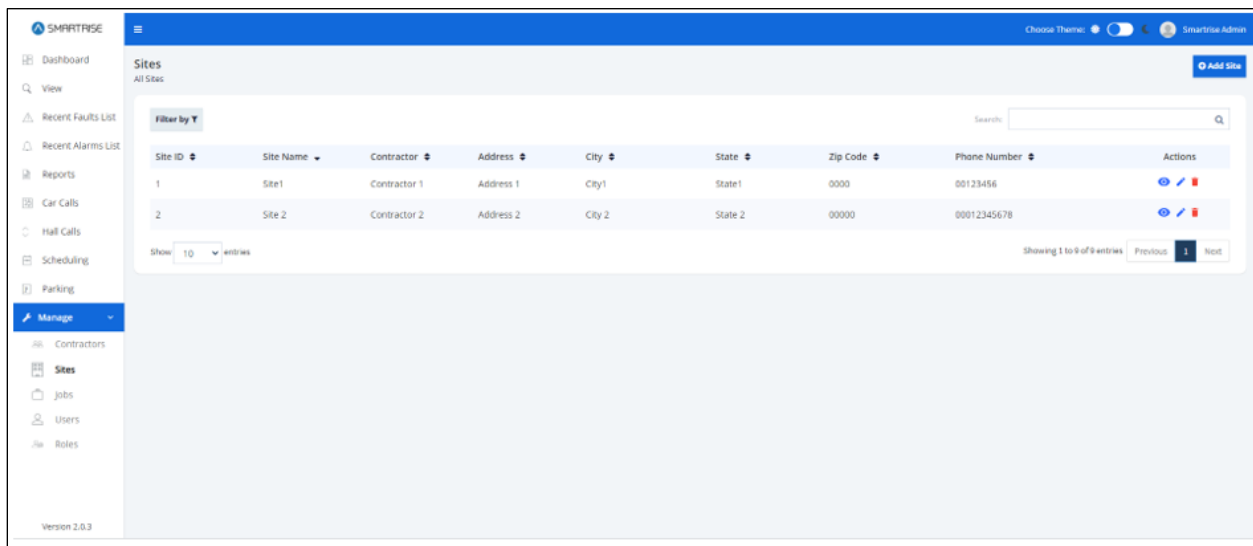 SMARTRISE
Choose Theme:
Smartrise Admin
Dashboard
View
Recent Faults List
Recent Alarms List
Reports
Car Calls
Hall Calls
Scheduling
Parking
Manage
Contractors
Sites
Jobs
Users
Roles
Version 2.0.3
Sites
All Sites
Add Site
Filter by
Search:
Site ID Site Name Contractor Address City State Zip Code Phone Number Actions
1 Site1 Contractor 1 Address 1 City1 State1 0000 00123456
2 Site 2 Contractor 2 Address 2 City 2 State 2 00000 00012345678
Show 10 entries
Showing 1 to 9 of 9 entries Previous 1 Next